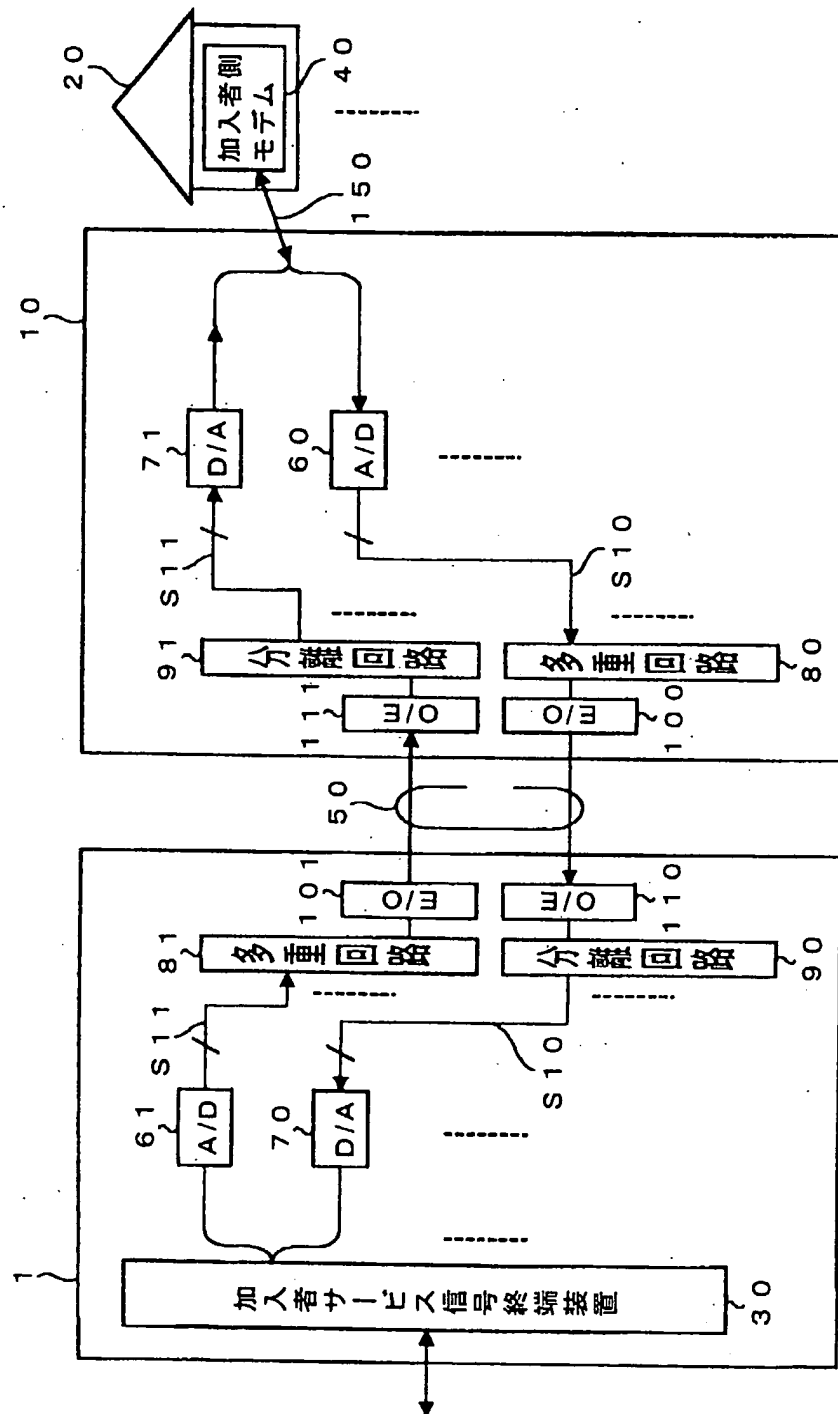 20
加入者側
モデム
40
150
10
71
D/A
60
A/D
S11
S10
91
分離回路
111
O/E
多重回路
80
E/O
100
50
1
101
E/O
O/E
110
81
多重回路
分離回路
90
S11
S10
61
A/D
70
D/A
加入者サービス信号終端装置
30